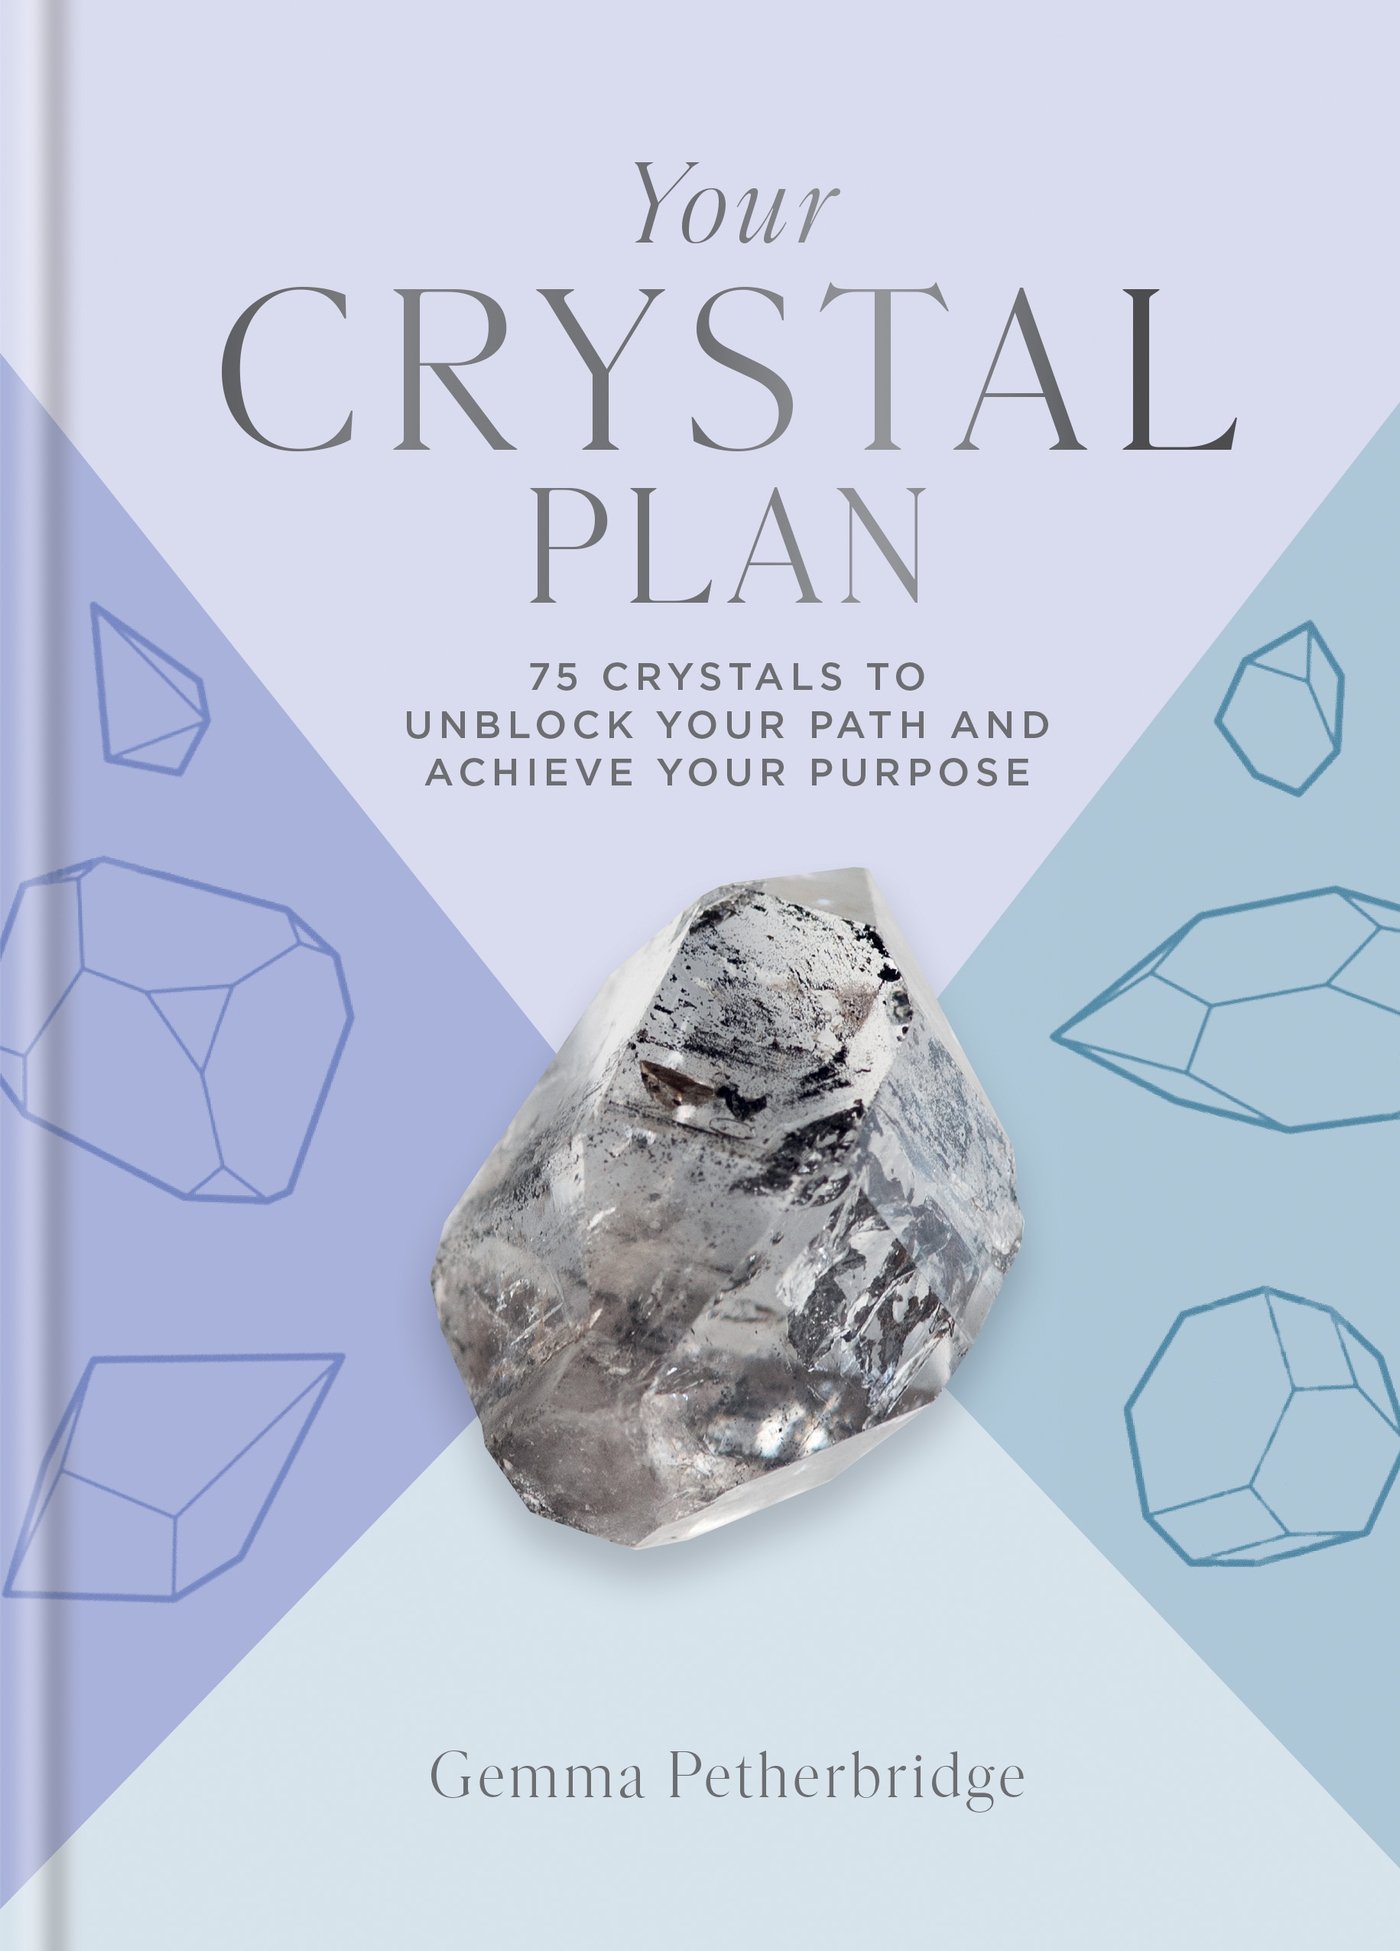 Your
CRYSTAL
PLAN
75 CRYSTALS TO
UNBLOCK YOUR PATH AND
ACHIEVE YOUR PURPOSE
Gemma Petherbridge